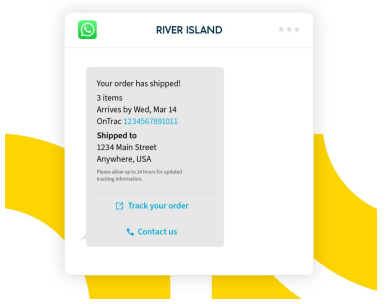 RIVER ISLAND
Your order has shipped!
3 items
Arrives by Wed, Mar 14
OnTrac 1234567891011
Shipped to
1234 Main Street
Anywhere, USA
Please allow up to 24 hours for updated
tracking information.
Track your order
Contact us